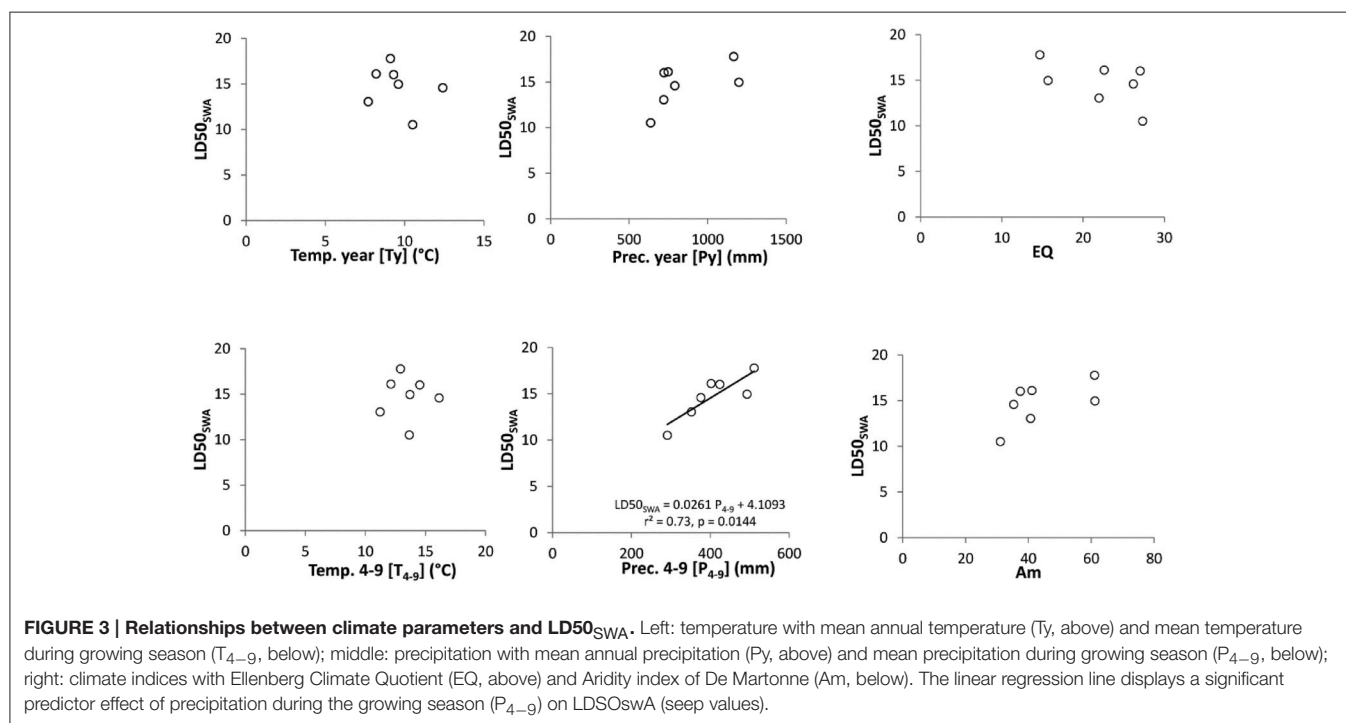 20
15
10
5
0
LD50SWA
0 5 10 15
Temp. year [Ty] (°C)
20
15
10
5
0
LD50SWA
0 500 1000 1500
Prec. year [Py] (mm)
20
15
10
5
0
LD50SWA
0 10 20 30
EQ
20
15
10
5
0
LD50SWA
0 5 10 15 20
Temp. 4-9 [T4-9] (°C)
20
15
10
5
0
LD50SWA
LD50SWA = 0.0261 P4-9 + 4.1093
r² = 0.73, p = 0.0144
0 200 400 600
Prec. 4-9 [P4-9] (mm)
20
15
10
5
0
LD50SWA
0 20 40 60 80
Am
FIGURE 3 | Relationships between climate parameters and LD50SWA. Left: temperature with mean annual temperature (Ty, above) and mean temperature
during growing season (T4−9, below); middle: precipitation with mean annual precipitation (Py, above) and mean precipitation during growing season (P4−9, below);
right: climate indices with Ellenberg Climate Quotient (EQ, above) and Aridity index of De Martonne (Am, below). The linear regression line displays a significant
predictor effect of precipitation during the growing season (P4−9) on LDSOswA (seep values).